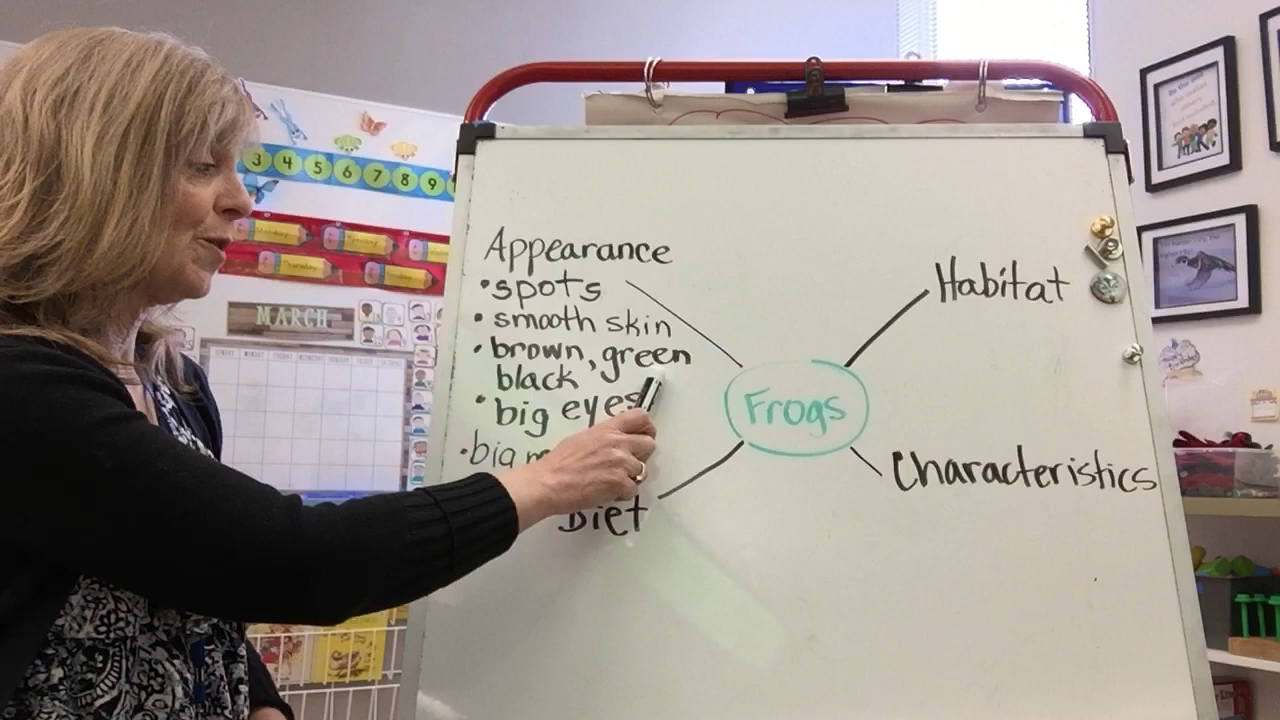 3 4 5 6 7 8 9
MARCH
Appearance
•spots
• smooth skin
• brown, green
black
• big eyes
•big
Diet
Frogs
Habitat
Characteristics